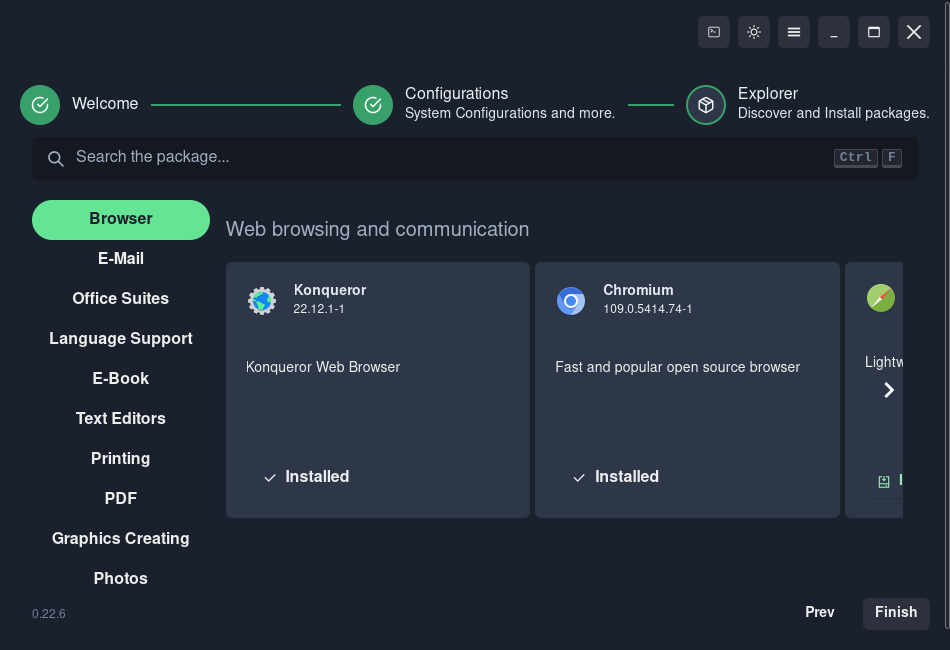 Welcome
Configurations
System Configurations and more.
Explorer
Discover and Install packages.
Search the package...
Ctrl F
Browser
E-Mail
Office Suites
Language Support
E-Book
Text Editors
Printing
PDF
Graphics Creating
Photos
Web browsing and communication
Konqueror
22.12.1-1
Konqueror Web Browser
Installed
Chromium
109.0.5414.74-1
Fast and popular open source browser
Installed
Lightw
0.22.6
Prev
Finish